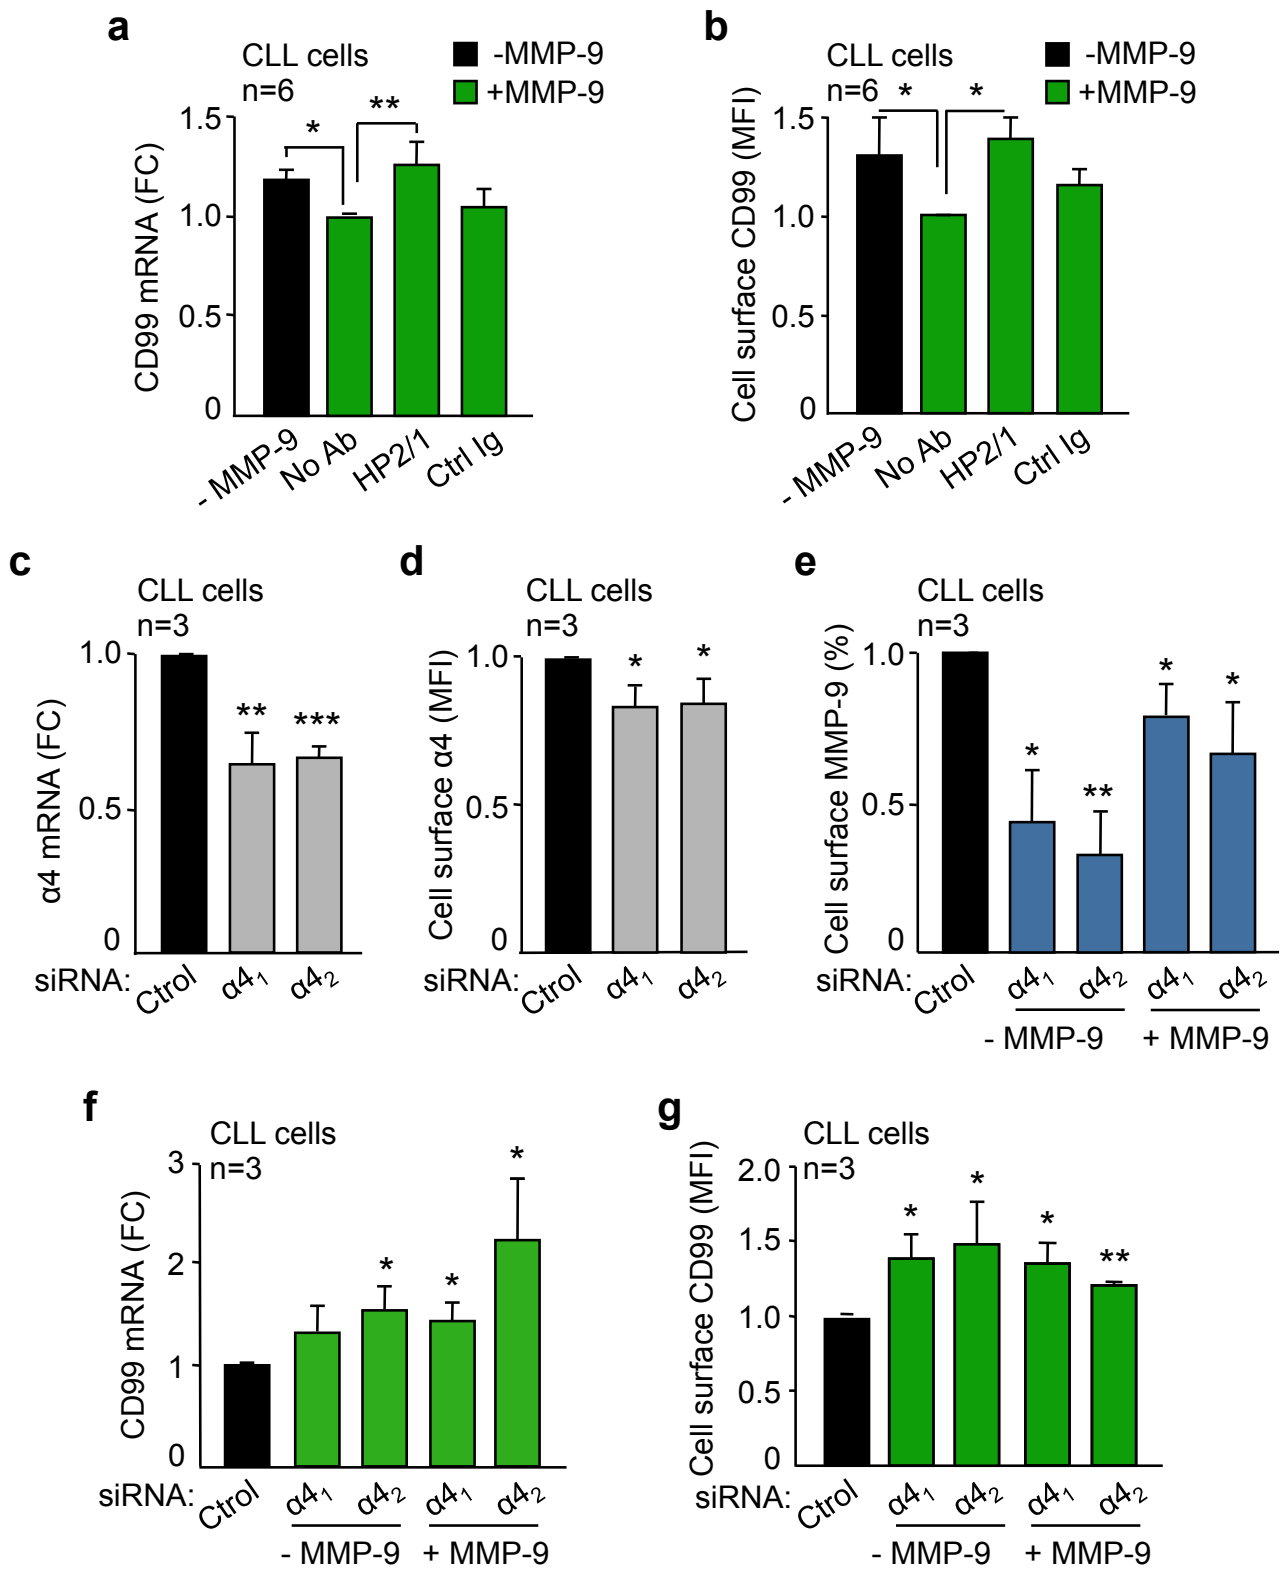 a
CLL cells
n=6
-MMP-9
+MMP-9
CD99 mRNA (FC)
1.5
1.0
0.5
0
*
**
- MMP-9
No Ab
HP2/1
Ctrl Ig
b
CLL cells
n=6
-MMP-9
+MMP-9
Cell surface CD99 (MFI)
1.5
1.0
0.5
0
*
*
- MMP-9
No Ab
HP2/1
Ctrl Ig
c
CLL cells
n=3
α4 mRNA (FC)
1.0
0.5
0
**
***
siRNA:
Ctrol
α4₁
α4₂
d
CLL cells
n=3
Cell surface α4 (MFI)
1.0
0.5
0
*
*
siRNA:
Ctrol
α4₁
α4₂
e
CLL cells
n=3
Cell surface MMP-9 (%)
1.0
0.5
0
*
**
*
*
siRNA:
Ctrol
α4₁
α4₂
α4₁
α4₂
- MMP-9
+ MMP-9
f
CLL cells
n=3
CD99 mRNA (FC)
3
2
1
0
*
*
*
siRNA:
Ctrol
α4₁
α4₂
α4₁
α4₂
- MMP-9
+ MMP-9
g
CLL cells
n=3
Cell surface CD99 (MFI)
2.0
1.5
1.0
0.5
0
*
*
*
**
siRNA:
Ctrol
α4₁
α4₂
α4₁
α4₂
- MMP-9
+ MMP-9